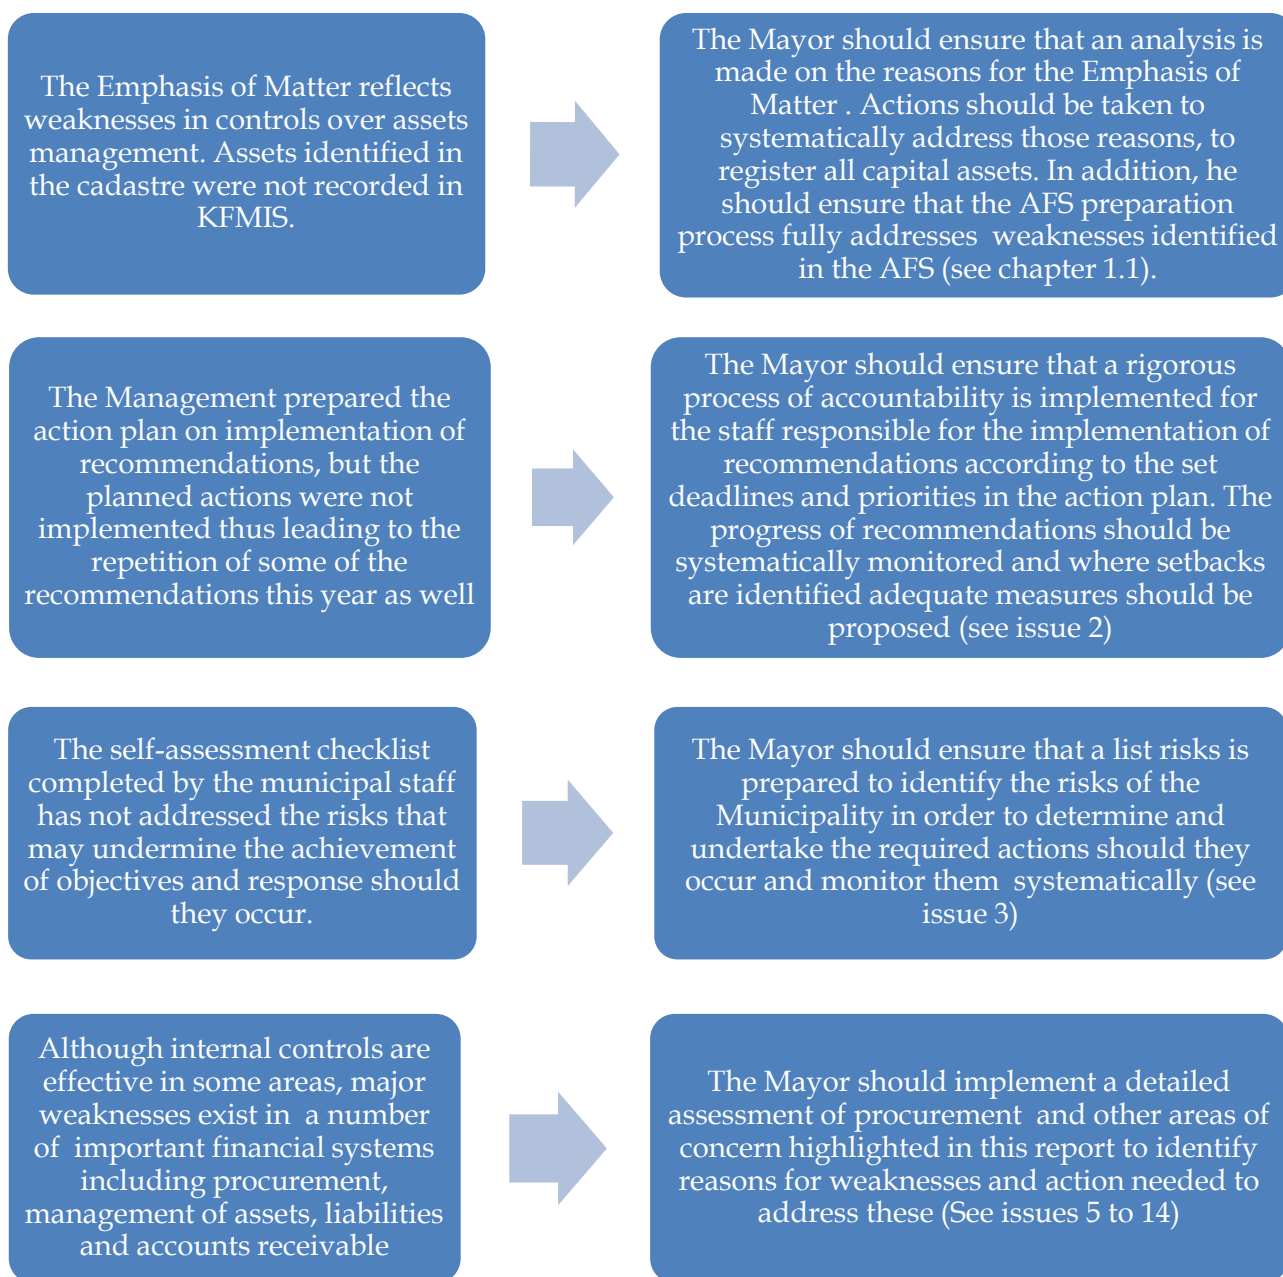 The Emphasis of Matter reflects
weaknesses in controls over assets
management. Assets identified in
the cadastre were not recorded in
KFMIS.
The Mayor should ensure that an analysis is
made on the reasons for the Emphasis of
Matter . Actions should be taken to
systematically address those reasons, to
register all capital assets. In addition, he
should ensure that the AFS preparation
process fully addresses weaknesses identified
in the AFS (see chapter 1.1).
The Management prepared the
action plan on implementation of
recommendations, but the
planned actions were not
implemented thus leading to the
repetition of some of the
recommendations this year as well
The Mayor should ensure that a rigorous
process of accountability is implemented for
the staff responsible for the implementation of
recommendations according to the set
deadlines and priorities in the action plan. The
progress of recommendations should be
systematically monitored and where setbacks
are identified adequate measures should be
proposed (see issue 2)
The self-assessment checklist
completed by the municipal staff
has not addressed the risks that
may undermine the achievement
of objectives and response should
they occur.
The Mayor should ensure that a list risks is
prepared to identify the risks of the
Municipality in order to determine and
undertake the required actions should they
occur and monitor them systematically (see
issue 3)
Although internal controls are
effective in some areas, major
weaknesses exist in a number
of important financial systems
including procurement,
management of assets, liabilities
and accounts receivable
The Mayor should implement a detailed
assessment of procurement and other areas of
concern highlighted in this report to identify
reasons for weaknesses and action needed to
address these (See issues 5 to 14)